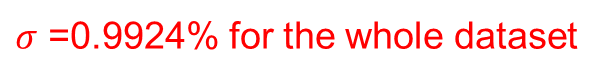 σ =0.9924% for the whole dataset